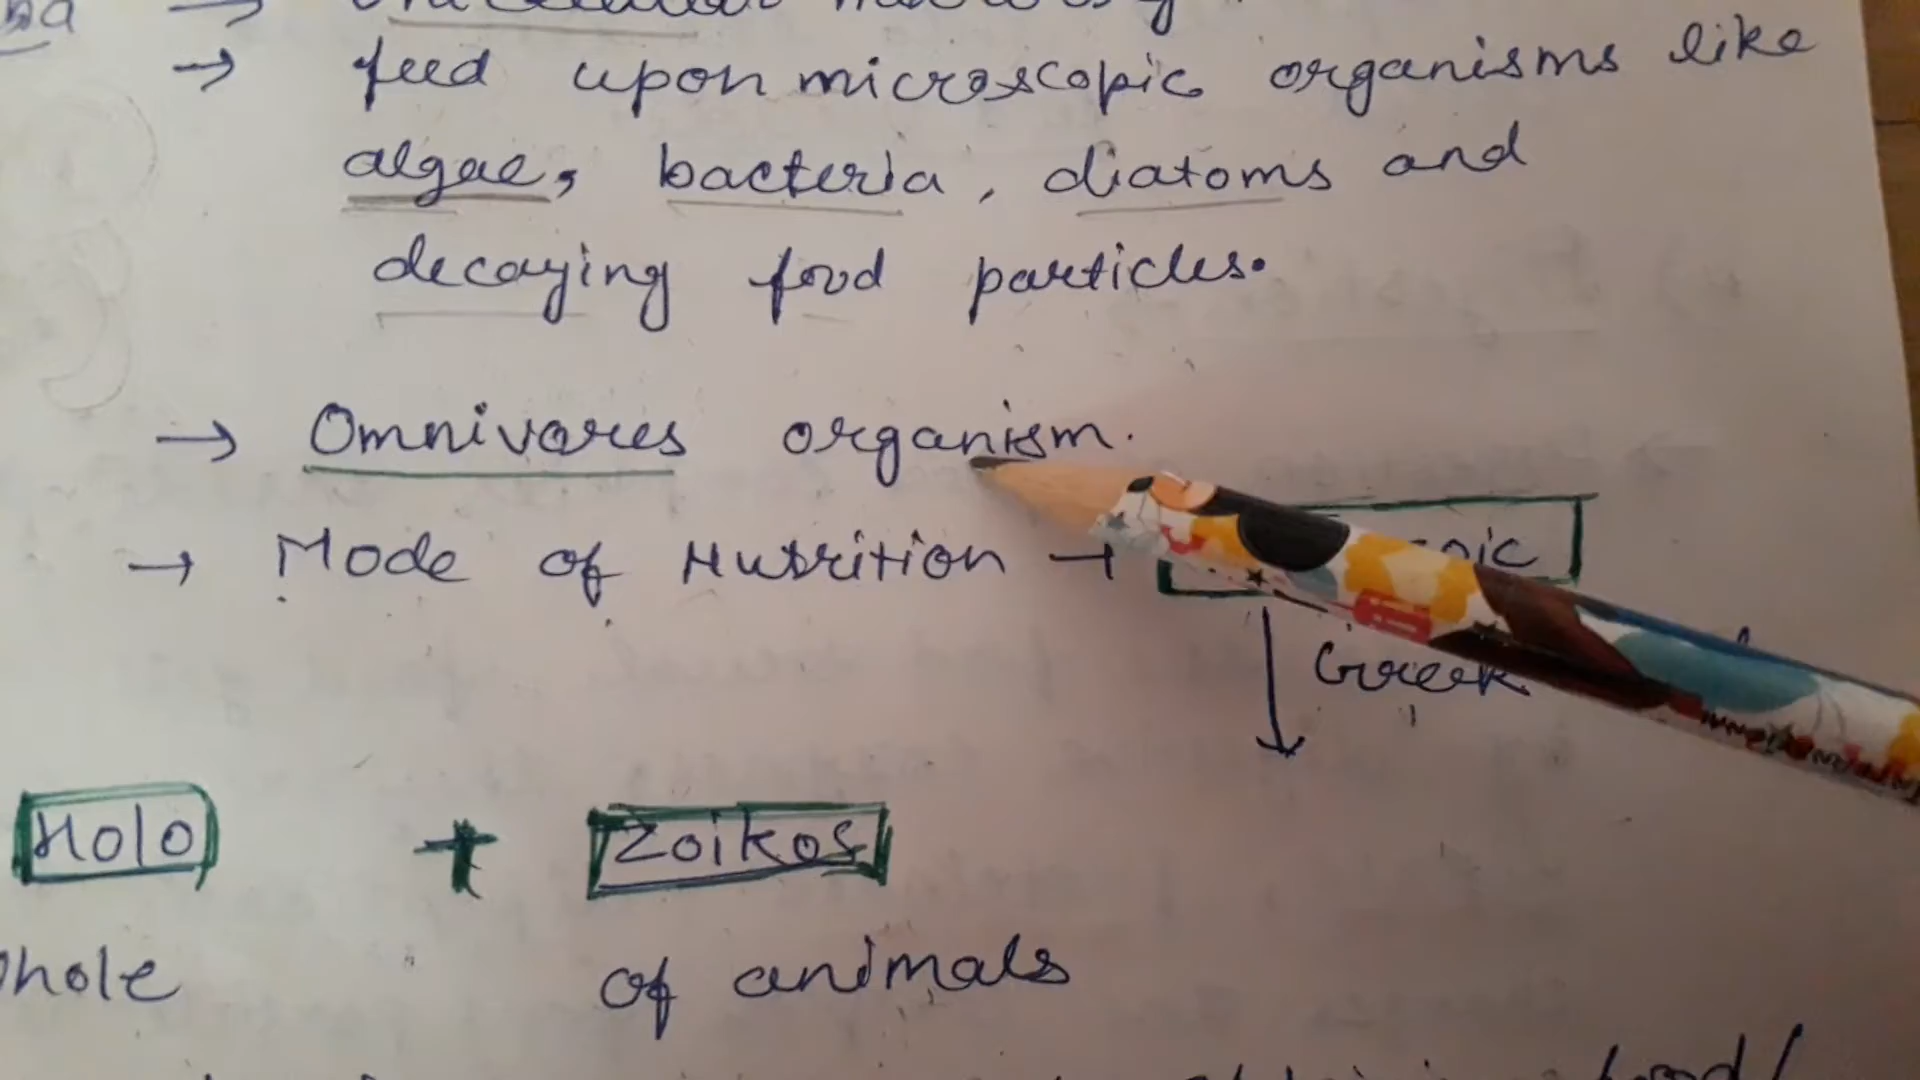 → feed upon microscopic organisms like
algae, bacteria, diatoms and
decaying food particles.
→ Omnivores organism.
→ Mode of Nutrition →
Greek
Holo + Zoikos
of animals